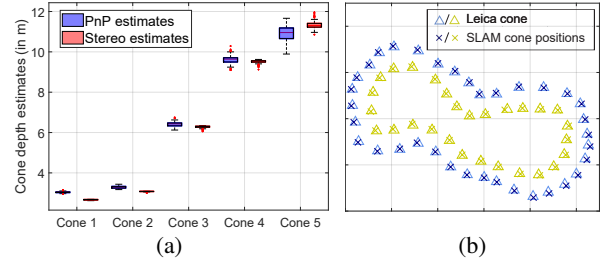 Cone depth estimates (in m)
12
10
8
6
4
PnP estimates
Stereo estimates
Cone 1 Cone 2 Cone 3 Cone 4 Cone 5
(a)
/ Leica cone
/ SLAM cone positions
(b)